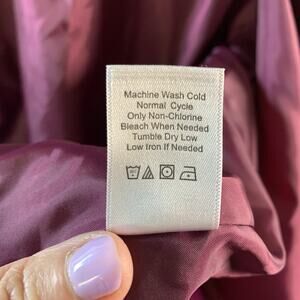 Machine Wash Cold
Normal Cycle
Only Non-Chlorine
Bleach When Needed
Tumble Dry Low
Low Iron If Needed